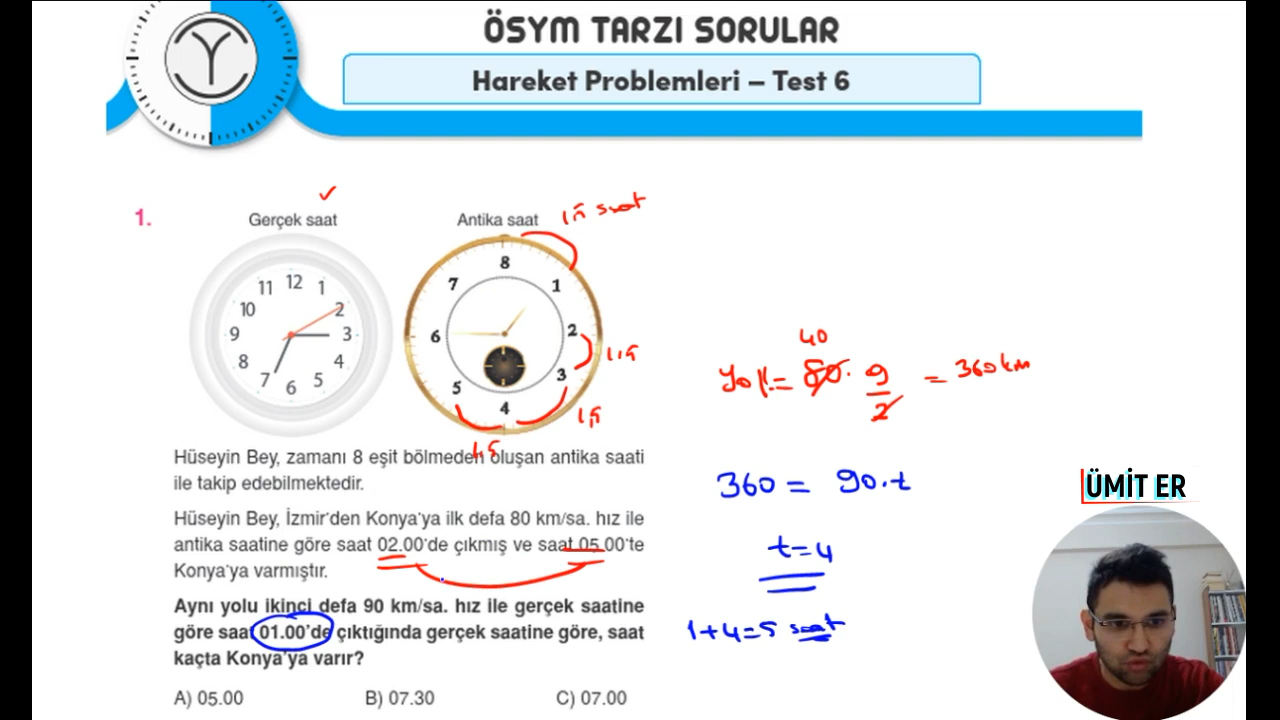 ÖSYM TARZI SORULAR
Hareket Problemleri – Test 6
1.
Gerçek saat
Antika saat
1,5 saat
11 12 1
10 2
9 3
8 4
7 6 5
8
7 1
6 2
5 3
4
1,5
1,5
1,5
40
Yol = 80. 9/2 = 360 km
Hüseyin Bey, zamanı 8 eşit bölmeden oluşan antika saati
ile takip edebilmektedir.
360 = 90.t
Hüseyin Bey, İzmir'den Konya'ya ilk defa 80 km/sa. hız ile
antika saatine göre saat 02.00'de çıkmış ve saat 05.00'te
Konya'ya varmıştır.
t=4
Aynı yolu ikinci defa 90 km/sa. hız ile gerçek saatine
göre saat 01.00'de çıktığında gerçek saatine göre, saat
kaçta Konya'ya varır?
1+4=5 saat
A) 05.00 B) 07.30 C) 07.00
ÜMİT ER